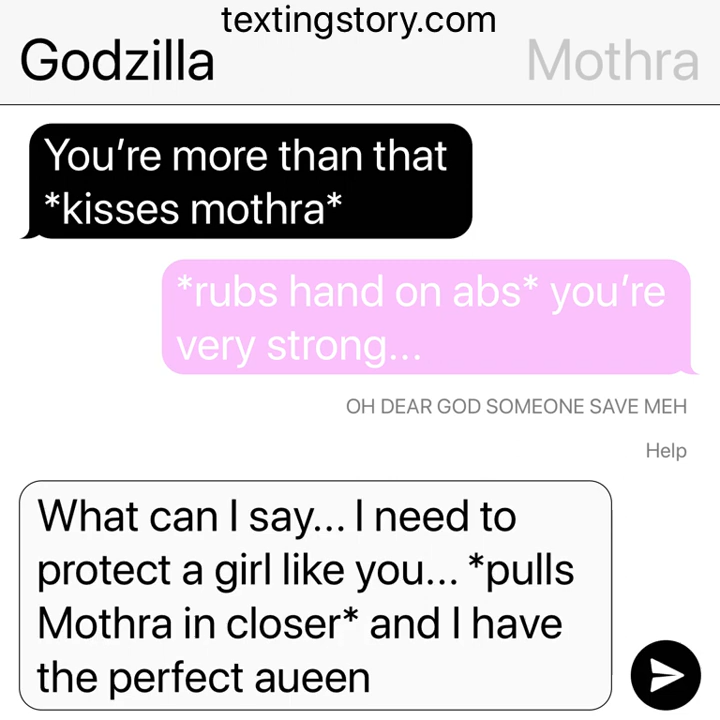 textingstory.com
Godzilla
Mothra
You’re more than that
*kisses mothra*
*rubs hand on abs* you’re
very strong...
OH DEAR GOD SOMEONE SAVE MEH
Help
What can I say... I need to
protect a girl like you... *pulls
Mothra in closer* and I have
the perfect aueen